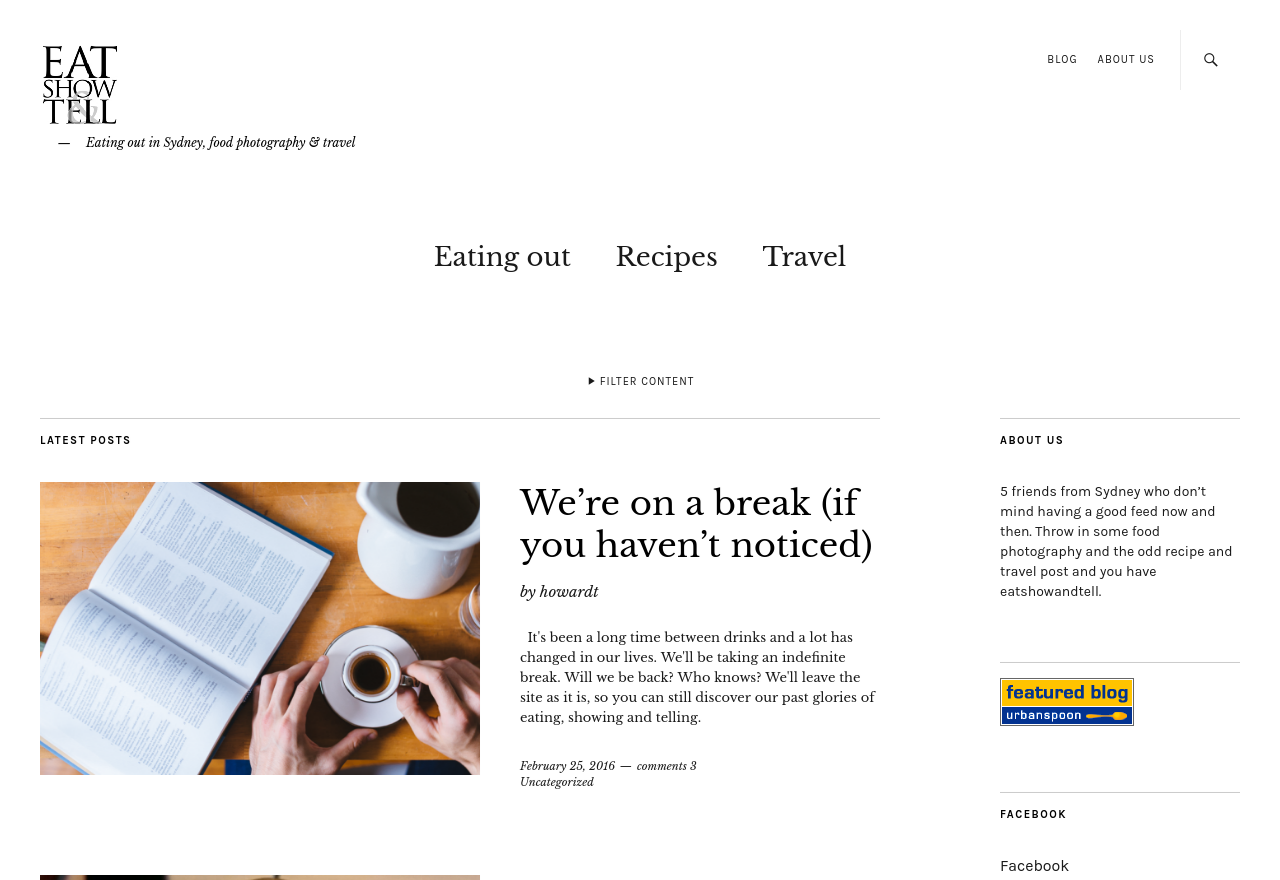 EAT
SHOW
&
TELL
— Eating out in Sydney, food photography & travel
BLOG ABOUT US
Eating out Recipes Travel
FILTER CONTENT
LATEST POSTS
We’re on a break (if
you haven’t noticed)
by howardt
It's been a long time between drinks and a lot has
changed in our lives. We'll be taking an indefinite
break. Will we be back? Who knows? We'll leave the
site as it is, so you can still discover our past glories of
eating, showing and telling.
February 25, 2016 — comments 3
Uncategorized
ABOUT US
5 friends from Sydney who don’t
mind having a good feed now and
then. Throw in some food
photography and the odd recipe and
travel post and you have
eatshowandtell.
featured blog
urbanspoon
FACEBOOK
Facebook